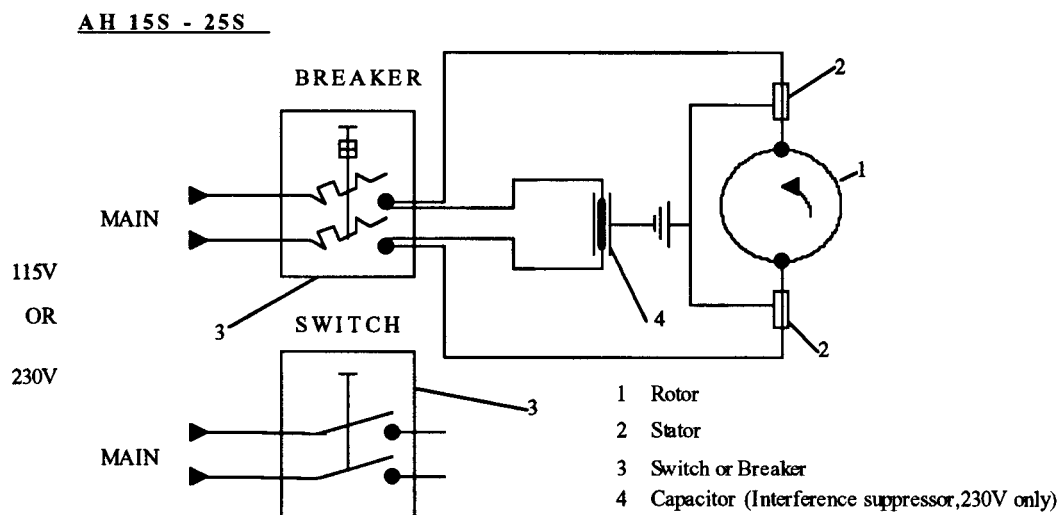 AH 15S - 25S
BREAKER
2
1
MAIN
115V
OR
230V
3
4
SWITCH
2
3
MAIN
1 Rotor
2 Stator
3 Switch or Breaker
4 Capacitor (Interference suppressor,230V only)